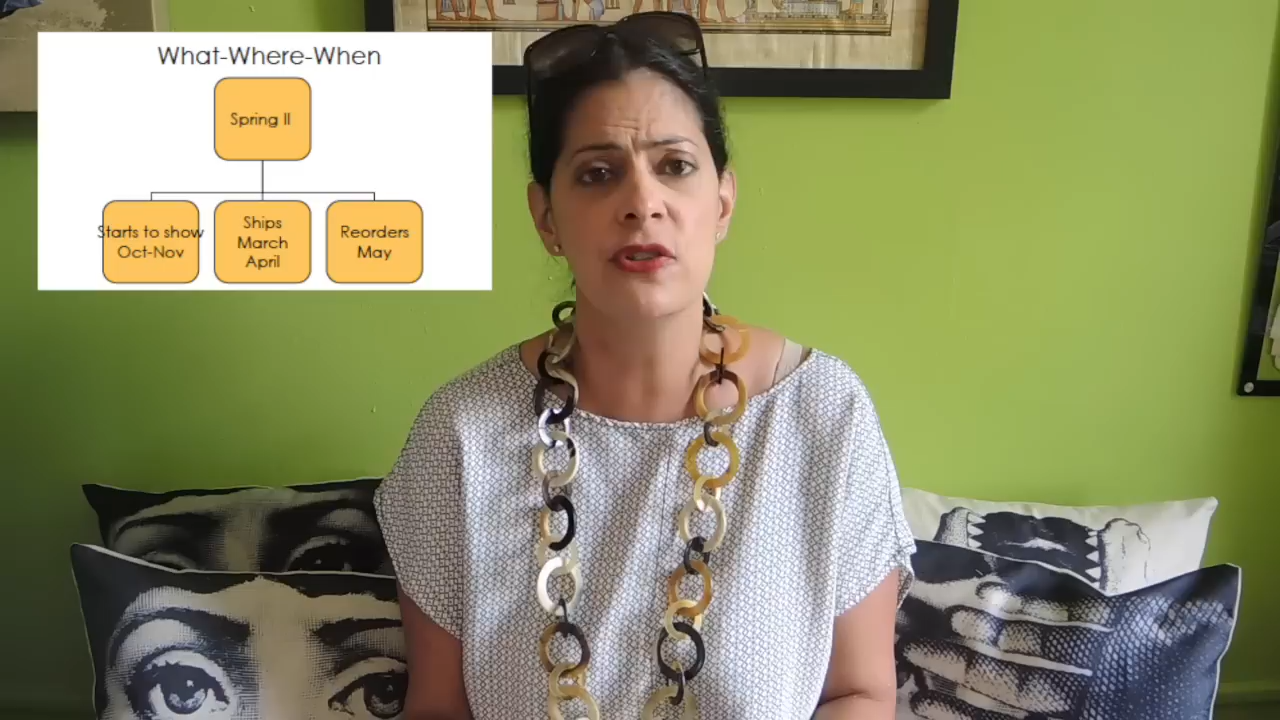 What-Where-When
Spring II
Starts to show
Oct-Nov
Ships
March
April
Reorders
May